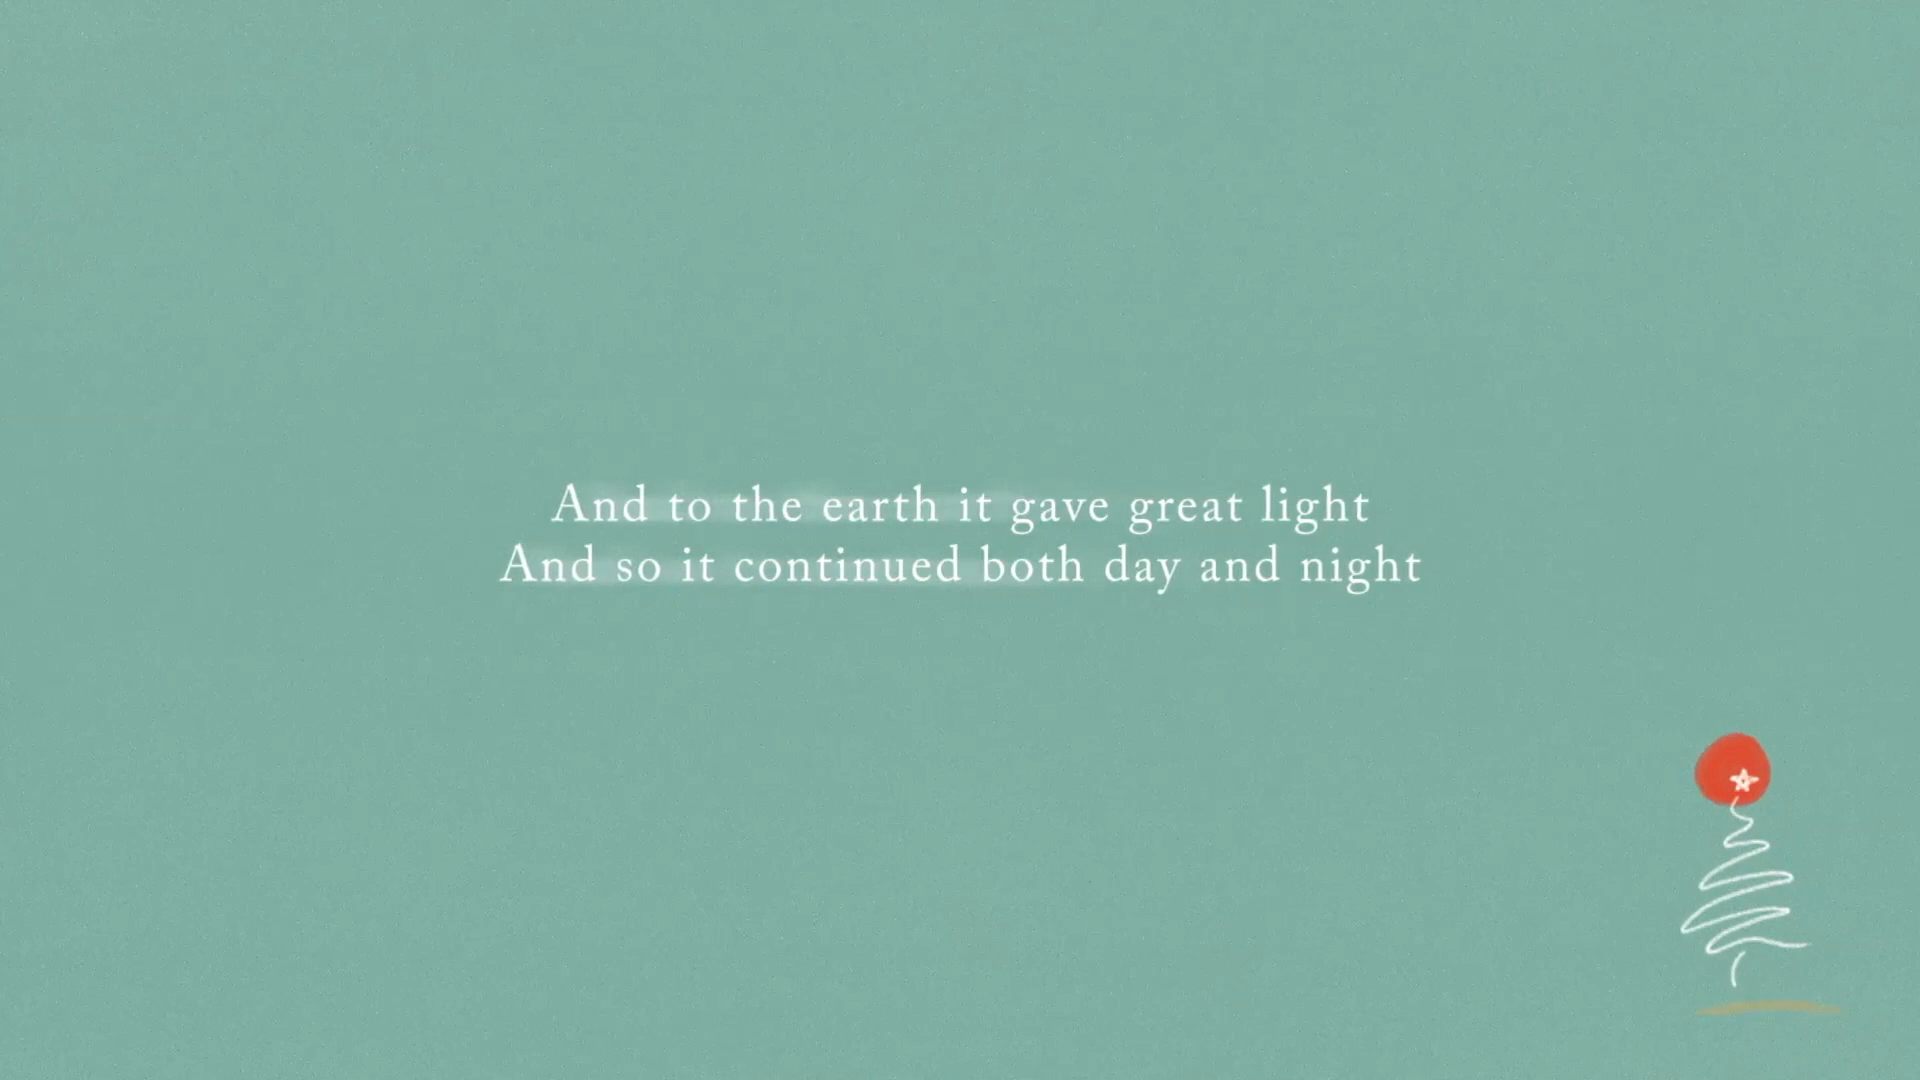 And to the earth it gave great light
And so it continued both day and night